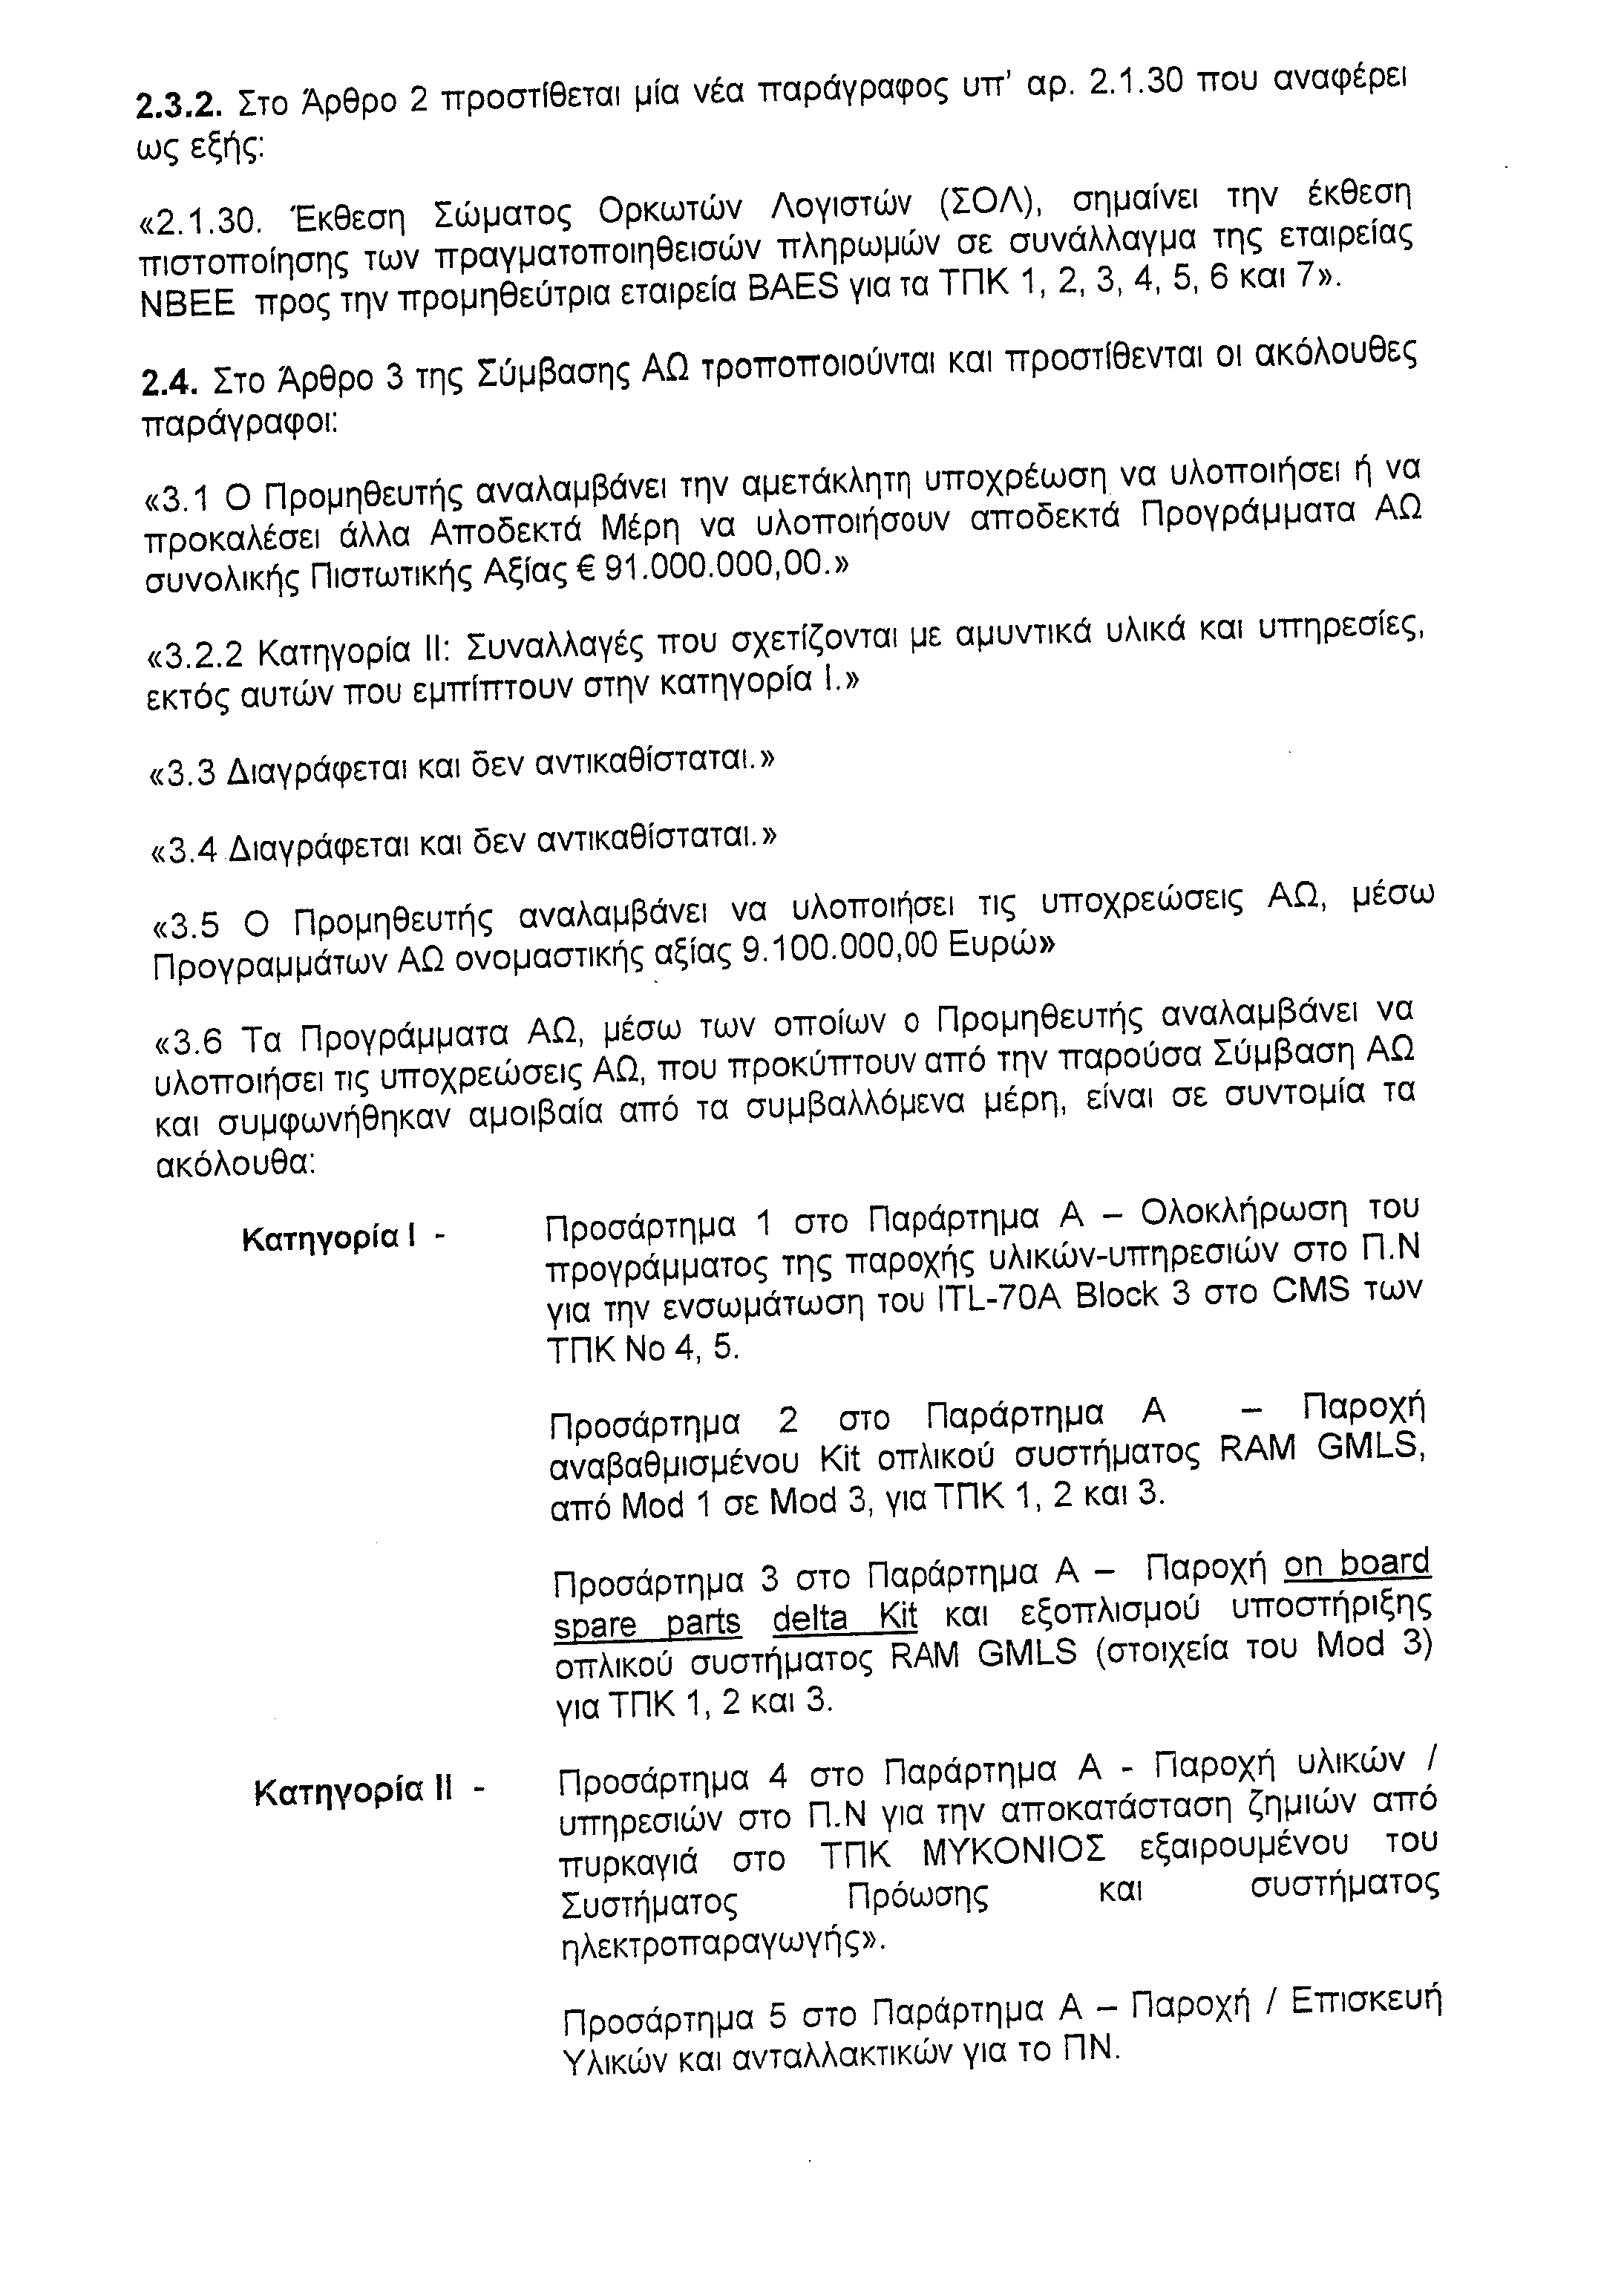 2.3.2. Στο Άρθρο 2 προστίθεται μία νέα παράγραφος υπ’ αρ. 2.1.30 που αναφέρει
ως εξής:
«2.1.30. Έκθεση Σώματος Ορκωτών Λογιστών (ΣΟΛ), σημαίνει την έκθεση
πιστοποίησης των πραγματοποιηθεισών πληρωμών σε συνάλλαγμα της εταιρείας
ΝΒΕΕ προς την προμηθεύτρια εταιρεία BAES για τα ΤΠΚ 1, 2, 3, 4, 5, 6 και 7».
2.4. Στο Άρθρο 3 της Σύμβασης ΑΩ τροποποιούνται και προστίθενται οι ακόλουθες
παράγραφοι:
«3.1 Ο Προμηθευτής αναλαμβάνει την αμετάκλητη υποχρέωση να υλοποιήσει ή να
προκαλέσει άλλα Αποδεκτά Μέρη να υλοποιήσουν αποδεκτά Προγράμματα ΑΩ
συνολικής Πιστωτικής Αξίας € 91.000.000,00.»
«3.2.2 Κατηγορία ΙΙ: Συναλλαγές που σχετίζονται με αμυντικά υλικά και υπηρεσίες,
εκτός αυτών που εμπίπτουν στην κατηγορία Ι.»
«3.3 Διαγράφεται και δεν αντικαθίσταται.»
«3.4 Διαγράφεται και δεν αντικαθίσταται.»
«3.5 Ο Προμηθευτής αναλαμβάνει να υλοποιήσει τις υποχρεώσεις ΑΩ, μέσω
Προγραμμάτων ΑΩ ονομαστικής αξίας 9.100.000,00 Ευρώ»
«3.6 Τα Προγράμματα ΑΩ, μέσω των οποίων ο Προμηθευτής αναλαμβάνει να
υλοποιήσει τις υποχρεώσεις ΑΩ, που προκύπτουν από την παρούσα Σύμβαση ΑΩ
και συμφωνήθηκαν αμοιβαία από τα συμβαλλόμενα μέρη, είναι σε συντομία τα
ακόλουθα:
Κατηγορία Ι - Προσάρτημα 1 στο Παράρτημα Α – Ολοκλήρωση του
προγράμματος της παροχής υλικών-υπηρεσιών στο Π.Ν
για την ενσωμάτωση του ITL-70A Block 3 στο CMS των
ΤΠΚ Νο 4, 5.
Προσάρτημα 2 στο Παράρτημα Α – Παροχή
αναβαθμισμένου Kit οπλικού συστήματος RAM GMLS,
από Mod 1 σε Mod 3, για ΤΠΚ 1, 2 και 3.
Προσάρτημα 3 στο Παράρτημα Α – Παροχή on board
spare parts delta Kit και εξοπλισμού υποστήριξης
οπλικού συστήματος RAM GMLS (στοιχεία του Mod 3)
για ΤΠΚ 1, 2 και 3.
Κατηγορία ΙΙ - Προσάρτημα 4 στο Παράρτημα Α - Παροχή υλικών /
υπηρεσιών στο Π.Ν για την αποκατάσταση ζημιών από
πυρκαγιά στο ΤΠΚ ΜΥΚΟΝΙΟΣ εξαιρουμένου του
Συστήματος Πρόωσης και συστήματος
ηλεκτροπαραγωγής».
Προσάρτημα 5 στο Παράρτημα Α – Παροχή / Επισκευή
Υλικών και ανταλλακτικών για το ΠΝ.